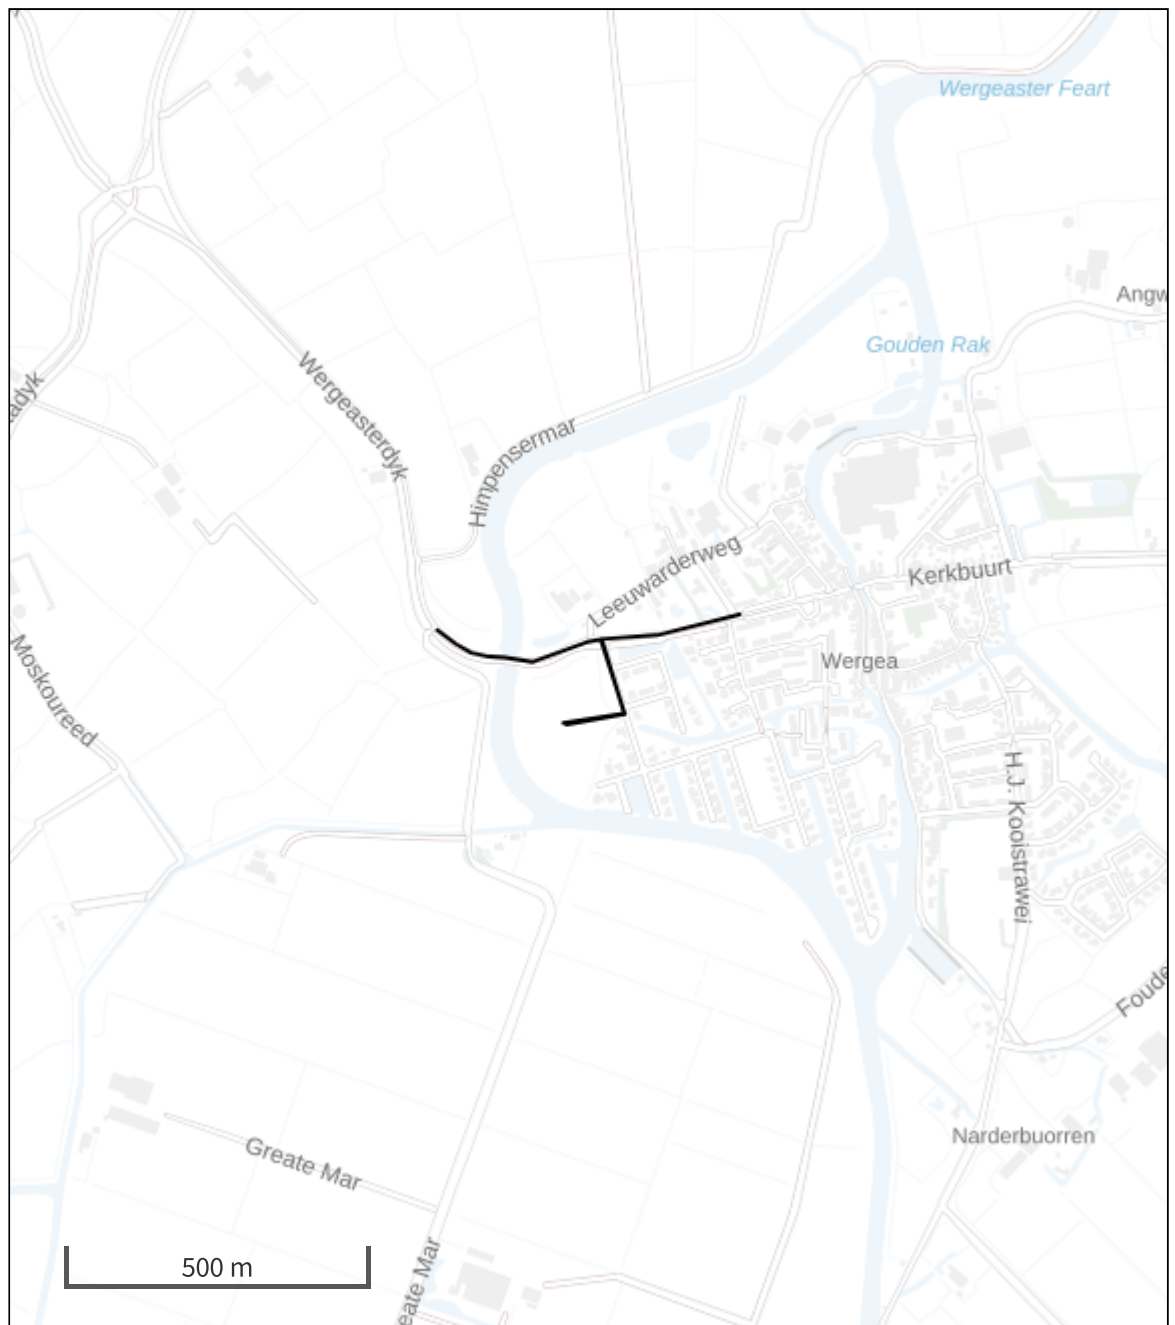 Wergeaster Feart
Angw
Gouden Rak
Wergeasterdyk
adyk
Himpensermar
Leeuwarderweg
Kerkbuurt
Wergea
Moskoureed
H.J. Kooistrawei
Foude
Narderbuorren
Greate Mar
eate Mar
500 m